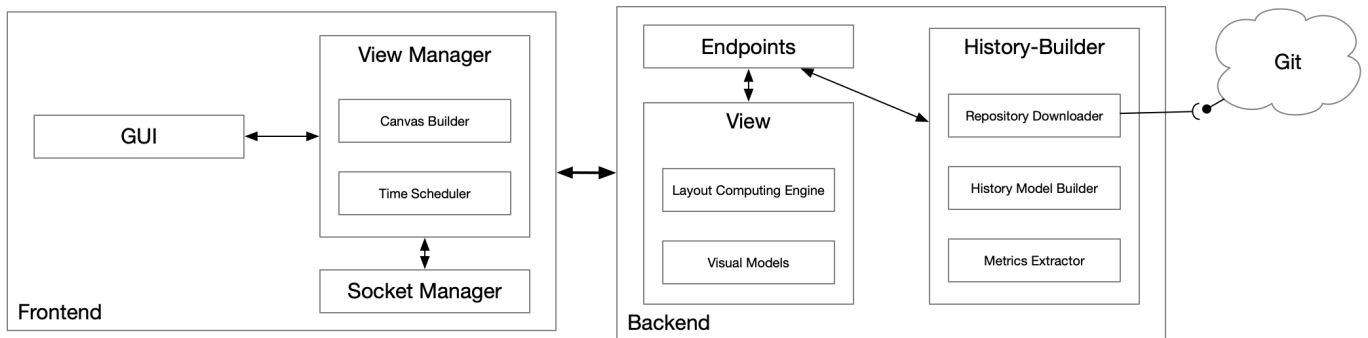 GUI
View Manager
Canvas Builder
Time Scheduler
Socket Manager
Frontend
Endpoints
View
Layout Computing Engine
Visual Models
History-Builder
Repository Downloader
History Model Builder
Metrics Extractor
Backend
Git